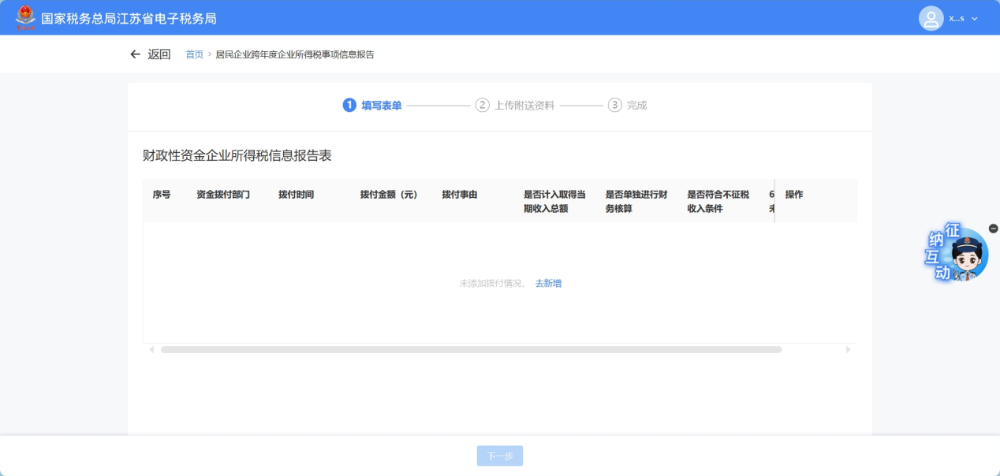 国家税务总局江苏省电子税务局
x...s
返回 首页 > 居民企业跨年度企业所得税事项信息报告
1 填写表单 2 上传附送资料 3 完成
财政性资金企业所得税信息报告表
序号 资金拨付部门 拨付时间 拨付金额（元） 拨付事由 是否计入取得当 是否单独进行财 是否符合不征税 6 操作
期收入总额 务核算 收入条件
未添加拨付情况， 去新增
征
纳
互
动
下一步